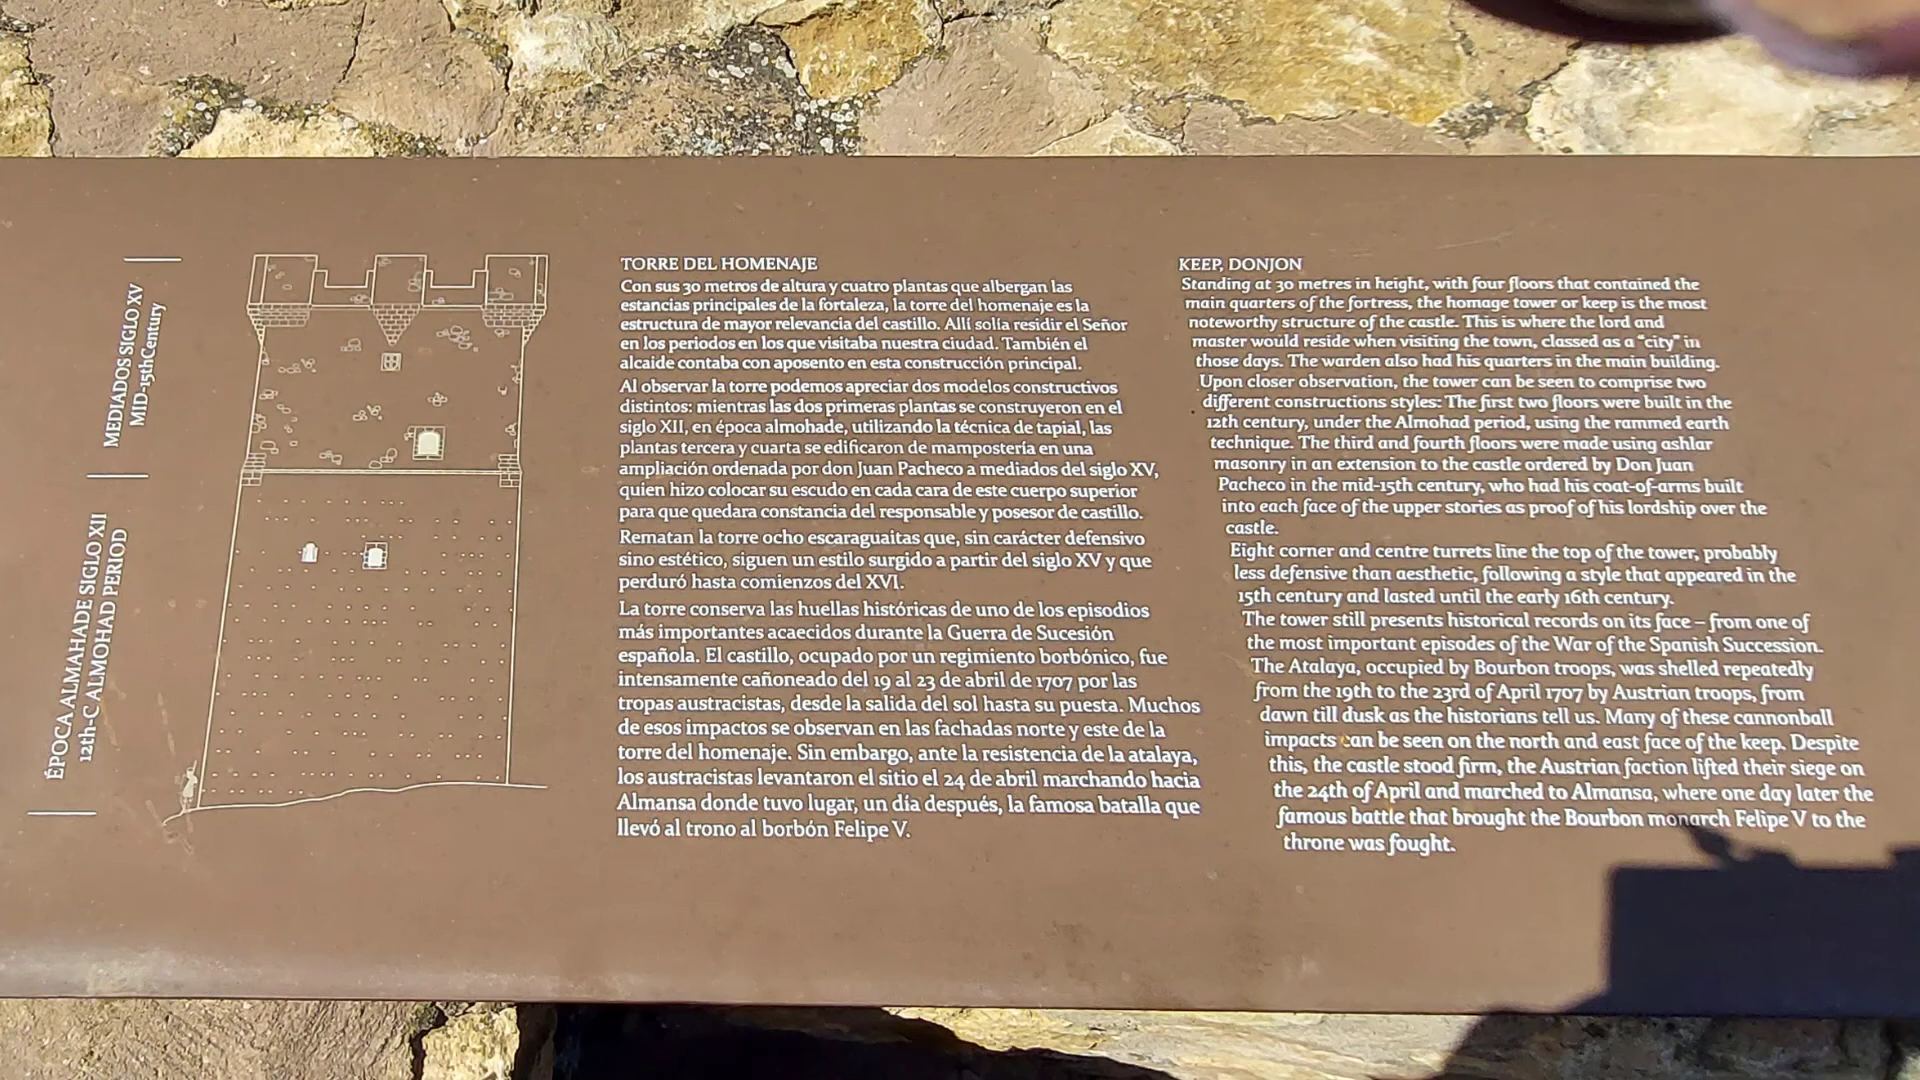 MEDIADOS SIGLO XV
MID-15thCentury
ÉPOCA ALMAHADE SIGLO XII
12th-C ALMOHAD PERIOD
TORRE DEL HOMENAJE
Con sus 30 metros de altura y cuatro plantas que albergan las
estancias principales de la fortaleza, la torre del homenaje es la
estructura de mayor relevancia del castillo. Allí solía residir el Señor
en los periodos en los que visitaba nuestra ciudad. También el
alcaide contaba con aposento en esta construcción principal.
Al observar la torre podemos apreciar dos modelos constructivos
distintos: mientras las dos primeras plantas se construyeron en el
siglo XII, en época almohade, utilizando la técnica de tapial, las
plantas tercera y cuarta se edificaron de mampostería en una
ampliación ordenada por don Juan Pacheco a mediados del siglo XV,
quien hizo colocar su escudo en cada cara de este cuerpo superior
para que quedara constancia del responsable y posesor de castillo.
Rematan la torre ocho escaraguaitas que, sin carácter defensivo
sino estético, siguen un estilo surgido a partir del siglo XV y que
perduró hasta comienzos del XVI.
La torre conserva las huellas históricas de uno de los episodios
más importantes acaecidos durante la Guerra de Sucesión
española. El castillo, ocupado por un regimiento borbónico, fue
intensamente cañoneado del 19 al 23 de abril de 1707 por las
tropas austracistas, desde la salida del sol hasta su puesta. Muchos
de esos impactos se observan en las fachadas norte y este de la
torre del homenaje. Sin embargo, ante la resistencia de la atalaya,
los austracistas levantaron el sitio el 24 de abril marchando hacia
Almansa donde tuvo lugar, un día después, la famosa batalla que
llevó al trono al borbón Felipe V.
KEEP, DONJON
Standing at 30 metres in height, with four floors that contained the
main quarters of the fortress, the homage tower or keep is the most
noteworthy structure of the castle. This is where the lord and
master would reside when visiting the town, classed as a "city" in
those days. The warden also had his quarters in the main building.
Upon closer observation, the tower can be seen to comprise two
different constructions styles: The first two floors were built in the
12th century, under the Almohad period, using the rammed earth
technique. The third and fourth floors were made using ashlar
masonry in an extension to the castle ordered by Don Juan
Pacheco in the mid-15th century, who had his coat-of-arms built
into each face of the upper stories as proof of his lordship over the
castle.
Eight corner and centre turrets line the top of the tower, probably
less defensive than aesthetic, following a style that appeared in the
15th century and lasted until the early 16th century.
The tower still presents historical records on its face – from one of
the most important episodes of the War of the Spanish Succession.
The Atalaya, occupied by Bourbon troops, was shelled repeatedly
from the 19th to the 23rd of April 1707 by Austrian troops, from
dawn till dusk as the historians tell us. Many of these cannonball
impacts can be seen on the north and east face of the keep. Despite
this, the castle stood firm, the Austrian faction lifted their siege on
the 24th of April and marched to Almansa, where one day later the
famous battle that brought the Bourbon monarch Felipe V to the
throne was fought.